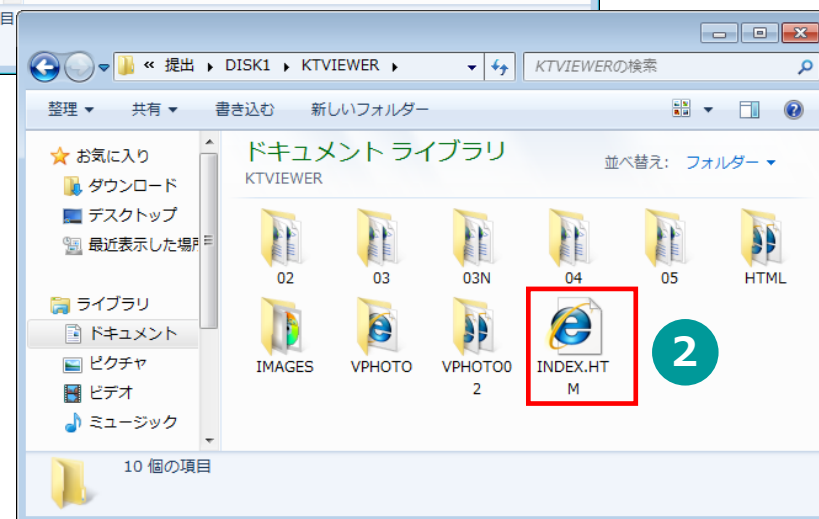 目
« 提出 ▸ DISK1 ▸ KTVIEWER ▸
KTVIEWERの検索
整理 ▼ 共有 ▼ 書き込む 新しいフォルダー
お気に入り
ダウンロード
デスクトップ
最近表示した場所
ライブラリ
ドキュメント
ピクチャ
ビデオ
ミュージック
ドキュメント ライブラリ
KTVIEWER
並べ替え: フォルダー ▼
02 03 03N 04 05 HTML
IMAGES VPHOTO VPHOTO0 INDEX.HT
2 M
2
10 個の項目